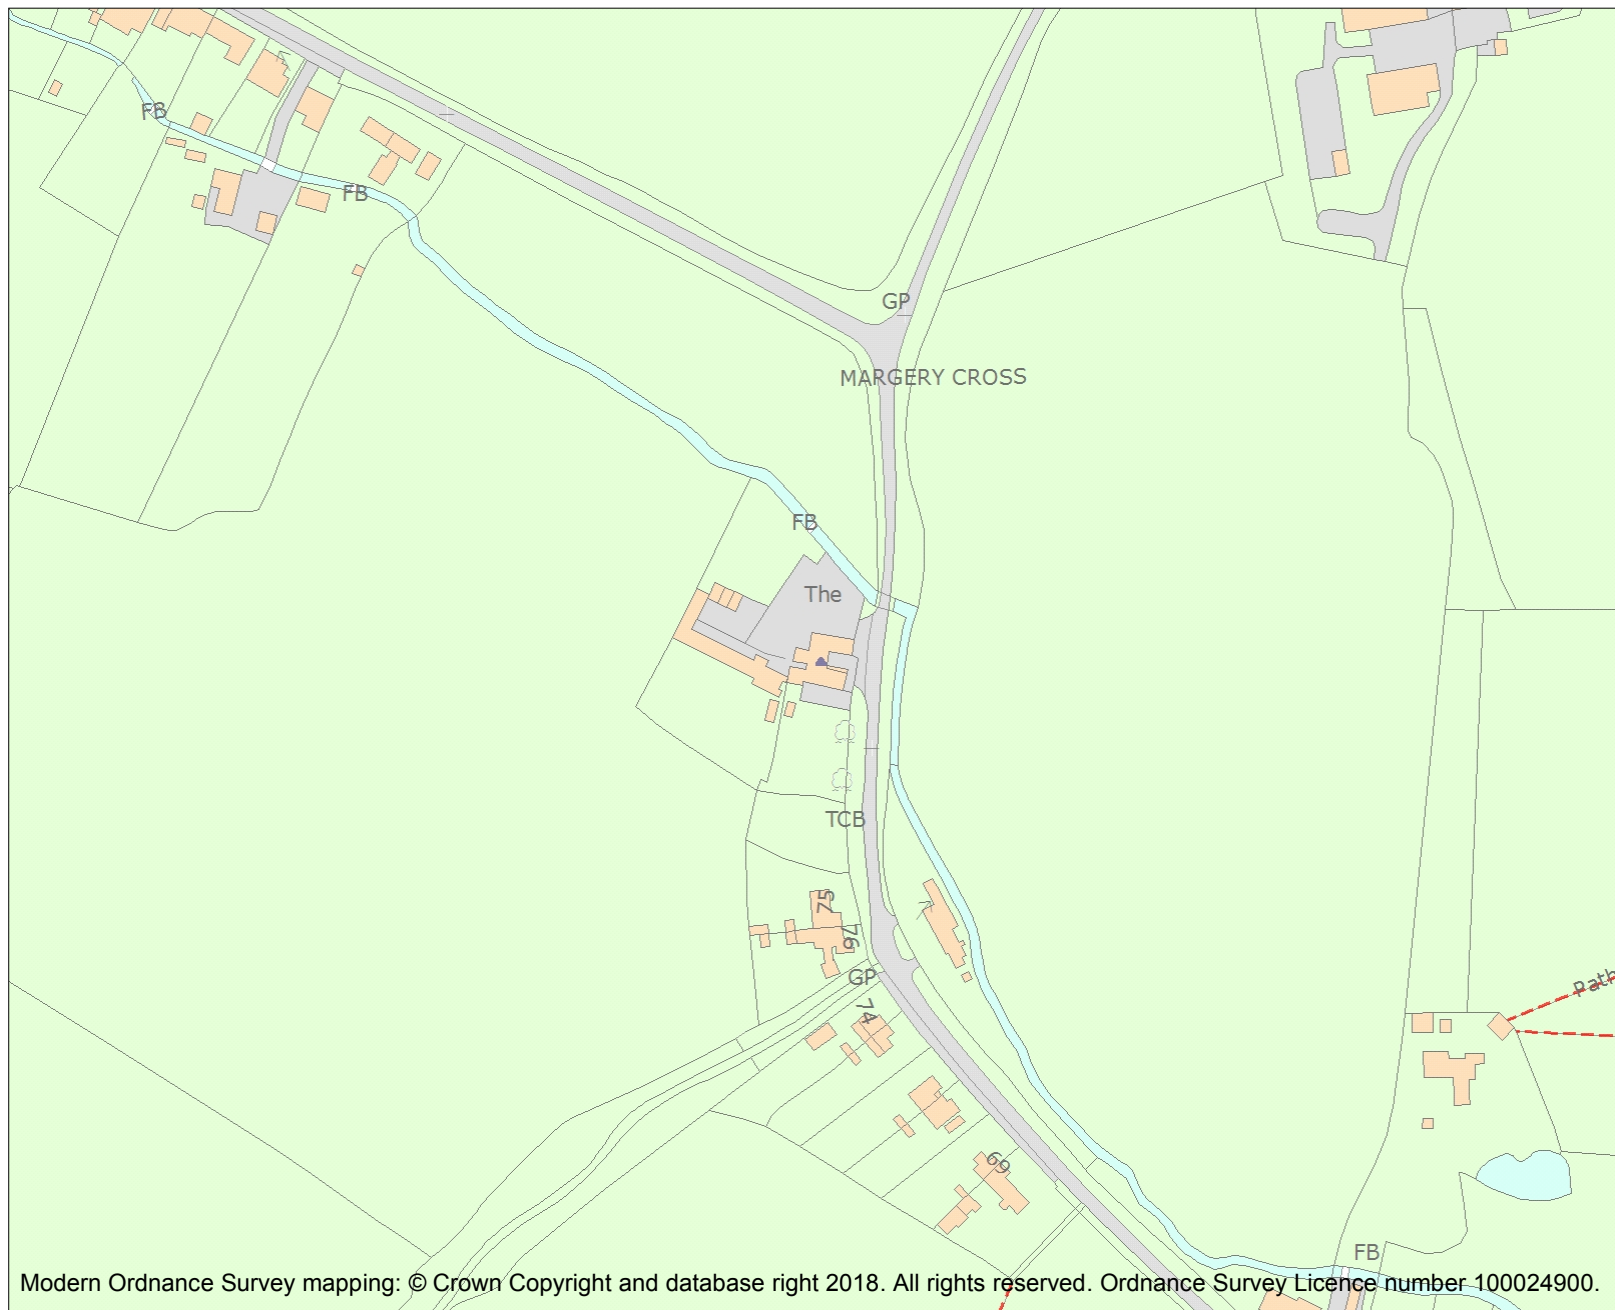 FB
FB
GP
MARGERY CROSS
FB
The
TCB
75
76
GP
74
Path
69
FB
Modern Ordnance Survey mapping: © Crown Copyright and database right 2018. All rights reserved. Ordnance Survey Licence number 100024900.